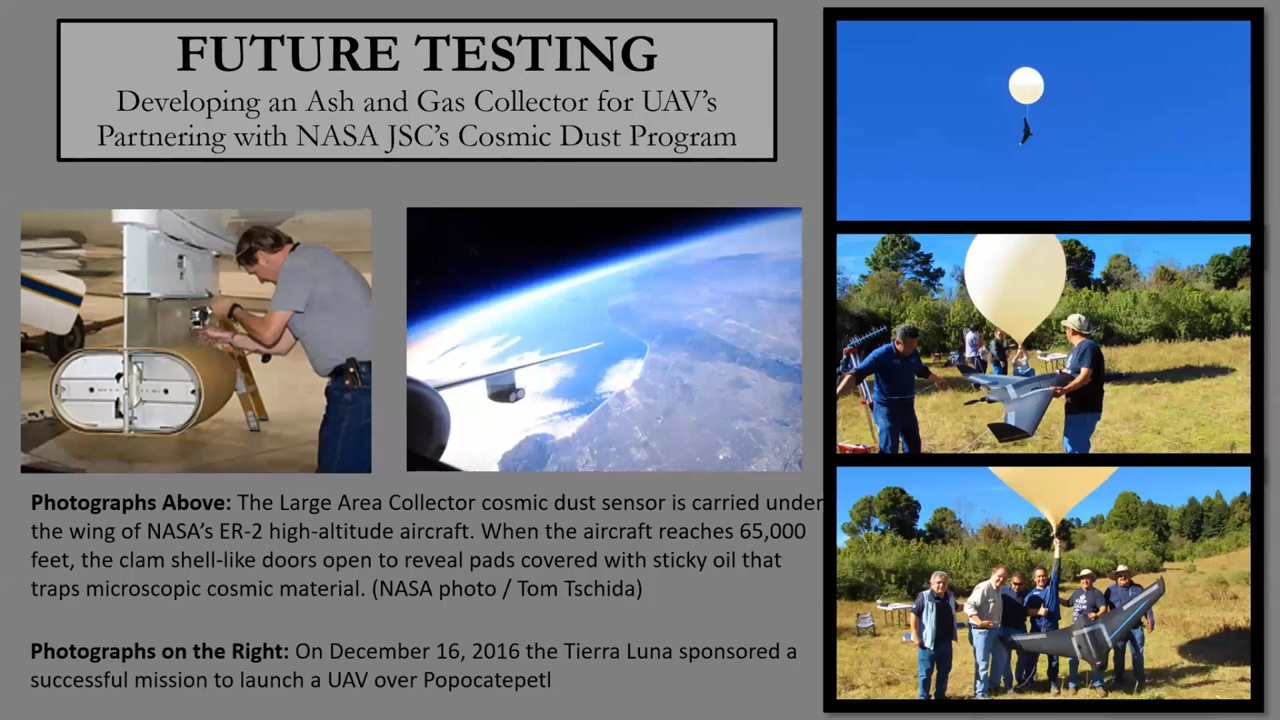 FUTURE TESTING
Developing an Ash and Gas Collector for UAV’s
Partnering with NASA JSC’s Cosmic Dust Program
Photographs Above: The Large Area Collector cosmic dust sensor is carried under
the wing of NASA’s ER-2 high-altitude aircraft. When the aircraft reaches 65,000
feet, the clam shell-like doors open to reveal pads covered with sticky oil that
traps microscopic cosmic material. (NASA photo / Tom Tschida)
Photographs on the Right: On December 16, 2016 the Tierra Luna sponsored a
successful mission to launch a UAV over Popocatepetl